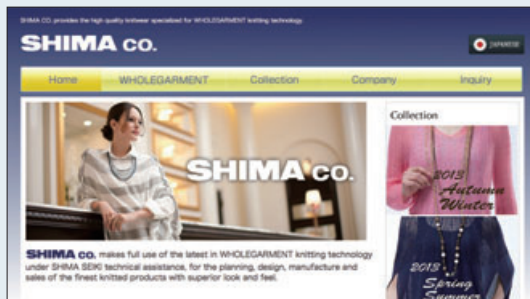 SHIMA CO. provides the high quality knitwear specialized for WHOLEGARMENT knitting technology.
SHIMA CO.
JAPANESE
Home WHOLEGARMENT Collection Company Inquiry
SHIMA CO.
SHIMA CO. makes full use of the latest in WHOLEGARMENT knitting technology
under SHIMA SEIKI technical assistance, for the planning, design, manufacture and
sales of the finest knitted products with superior look and feel.
Collection
2013
Autumn
Winter
2013
Spring
Summer